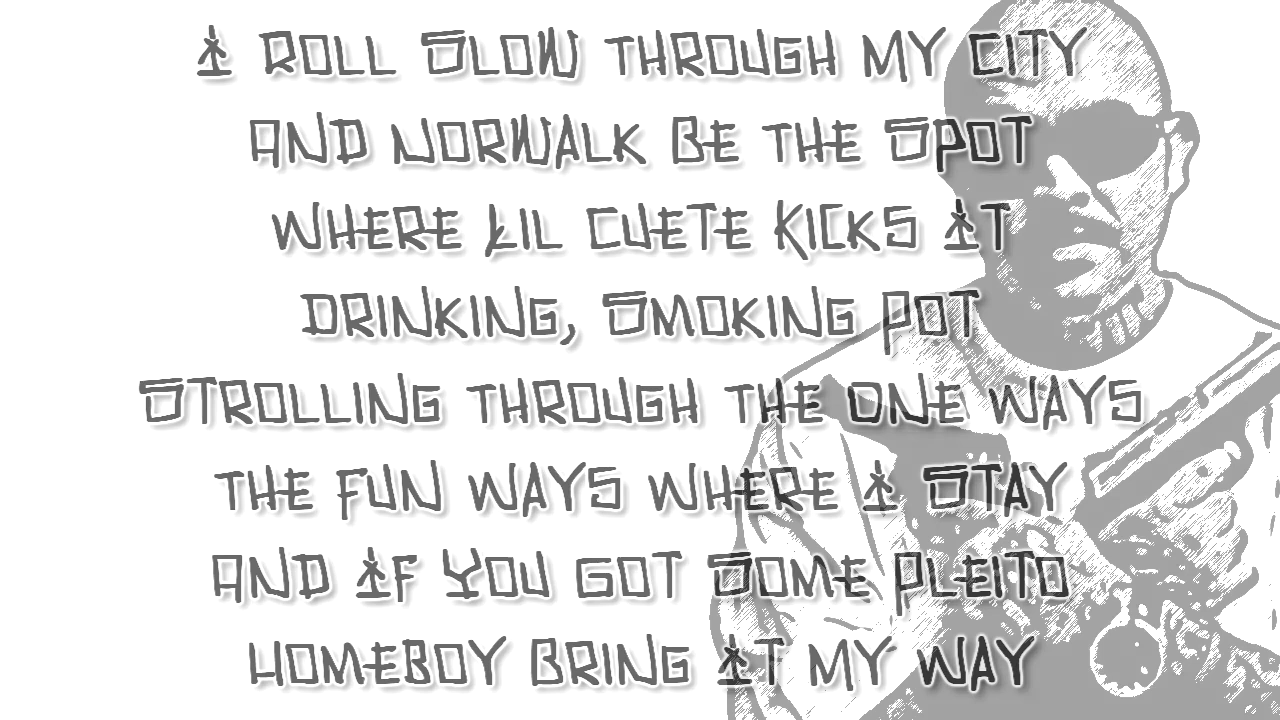 I ROLL SLOW THROUGH MY CITY
AND NORWALK BE THE SPOT
WHERE LIL CUETE KICKS IT
DRINKING, SMOKING POT
STROLLING THROUGH THE ONE WAYS
THE FUN WAYS WHERE I STAY
AND IF YOU GOT SOME PLEITO
HOMEBOY BRING IT MY WAY